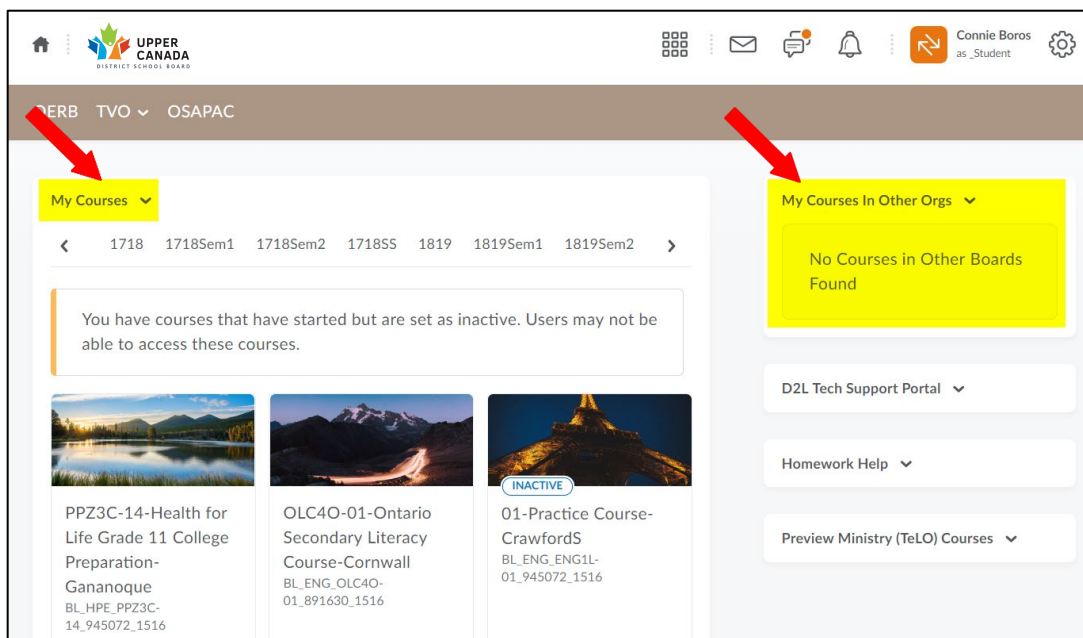 UPPER
CANADA
DISTRICT SCHOOL BOARD
Connie Boros
as _Student
TVO
OSAPAC
My Courses
1718 1718Sem1 1718Sem2 1718SS 1819 1819Sem1 1819Sem2
You have courses that have started but are set as inactive. Users may not be
able to access these courses.
PPZ3C-14-Health for
Life Grade 11 College
Preparation-
Gananoque
BL_HPE_PPZ3C-
14_945072_1516
OLC4O-01-Ontario
Secondary Literacy
Course-Cornwall
BL_ENG_OLC4O-
01_891630_1516
INACTIVE
01-Practice Course-
CrawfordS
BL_ENG_ENG1L-
01_945072_1516
My Courses In Other Orgs
No Courses in Other Boards
Found
D2L Tech Support Portal
Homework Help
Preview Ministry (TeLO) Courses